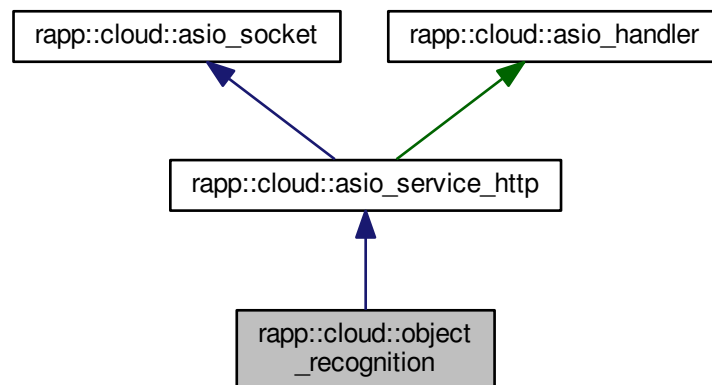 rapp::cloud::asio_socket
rapp::cloud::asio_handler
rapp::cloud::asio_service_http
rapp::cloud::object
_recognition